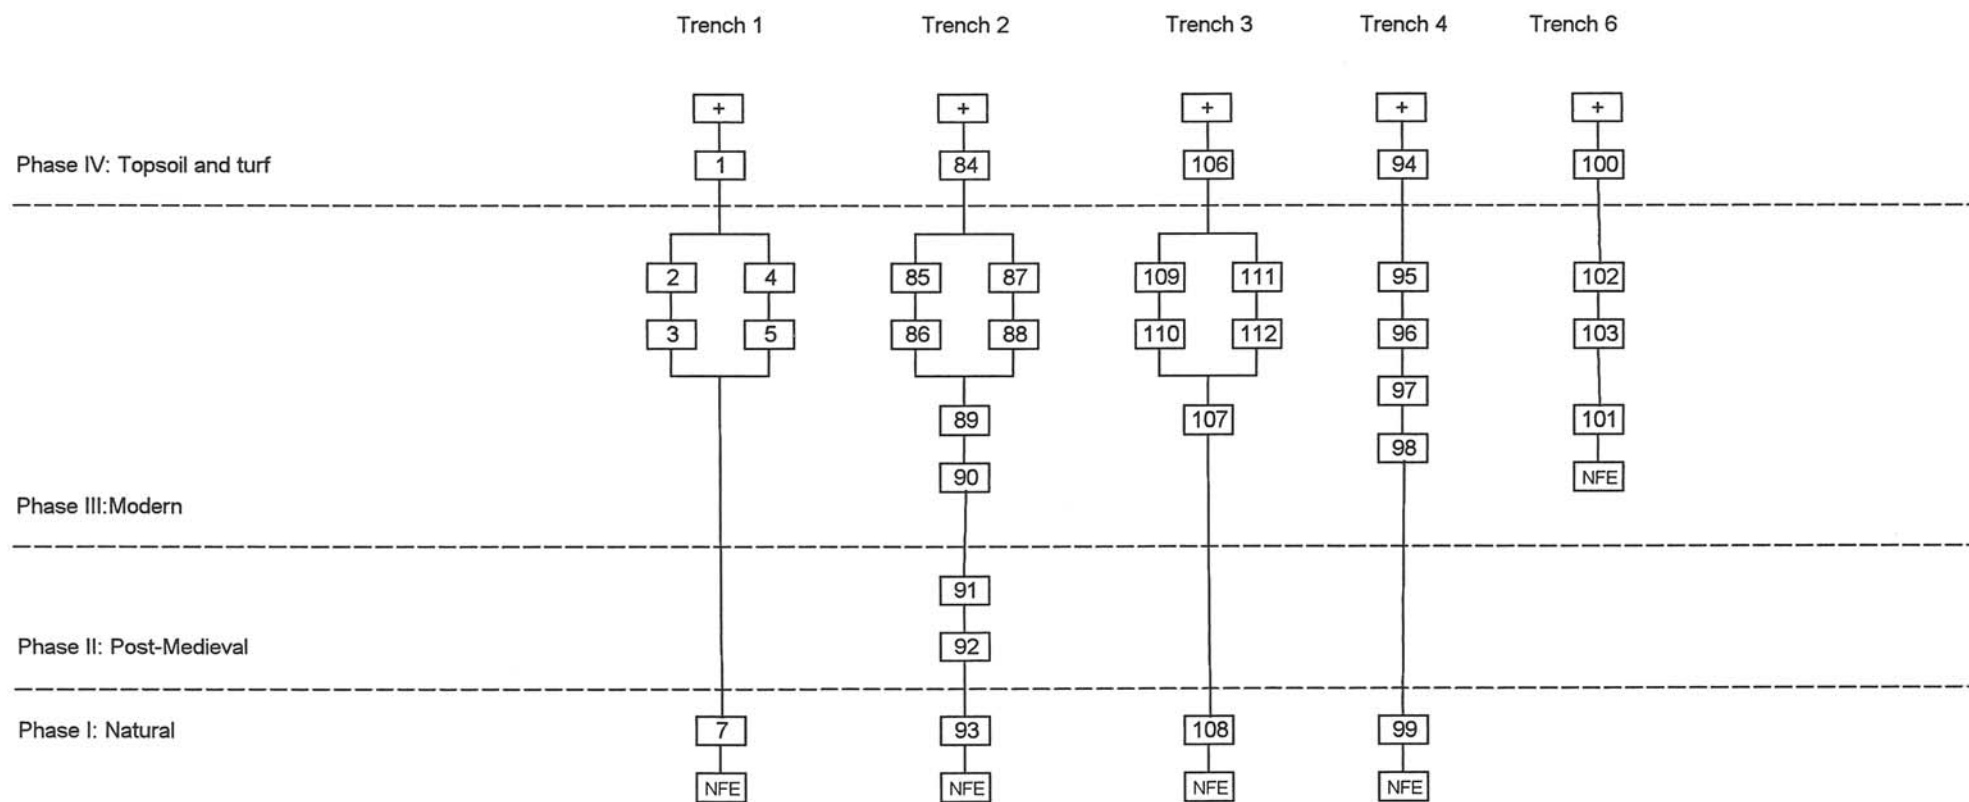 Trench 1 Trench 2 Trench 3 Trench 4 Trench 6
+ + + + +
Phase IV: Topsoil and turf 1 84 106 94 100
2 4 85 87 109 111 95 102
3 5 86 88 110 112 96 103
97
89 107 101
98
90 NFE
Phase III:Modern
91
Phase II: Post-Medieval 92
Phase I: Natural 7 93 108 99
NFE NFE NFE NFE